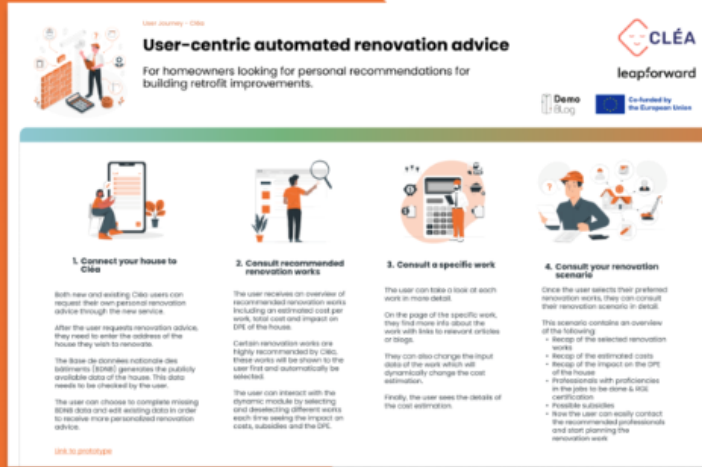 User Journey - Cléa
User-centric automated renovation advice
For homeowners looking for personal recommendations for
building retrofit improvements.
CLÉA
leapforward
Demo
BLog
Co-funded by
the European Union
1. Connect your house to
Cléa
Both new and existing Cléa users can
request their own personal renovation
advice through the new service.
After the user requests renovation advice,
they need to enter the address of the
house they wish to renovate.
The Base de données nationale des
bâtiments (BDNB) generates the publicly
available data of the house. This data
needs to be checked by the user.
The user can choose to complete missing
BDNB data and edit existing data in order
to receive more personalized renovation
advice.
Link to prototype
2. Consult recommended
renovation works
The user receives an overview of
recommended renovation works
including an estimated cost per
work, total cost and impact on
DPE of the house.
Certain renovation works are
highly recommended by Cléa,
these works will be shown to the
user first and automatically be
selected.
The user can interact with the
dynamic module by selecting
and deselecting different works
each time seeing the impact on
costs, subsidies and the DPE.
3. Consult a specific work
The user can take a look at each
work in more detail.
On the page of the specific work,
they find more info about the
work with links to relevant articles
or blogs.
They can also change the input
data of the work which will
dynamically change the cost
estimation.
Finally, the user sees the details of
the cost estimation.
4. Consult your renovation
scenario
Once the user selects their preferred
renovation works, they can consult
their renovation scenario in detail.
This scenario contains an overview
of the following:
• Recap of the selected renovation
works
• Recap of the estimated costs
• Recap of the impact on the DPE
of the house
• Professionals with proficiencies
in the jobs to be done & RGE
certification
• Possible subsidies
• Now the user can easily contact
the recommended professionals
and start planning the
renovation work